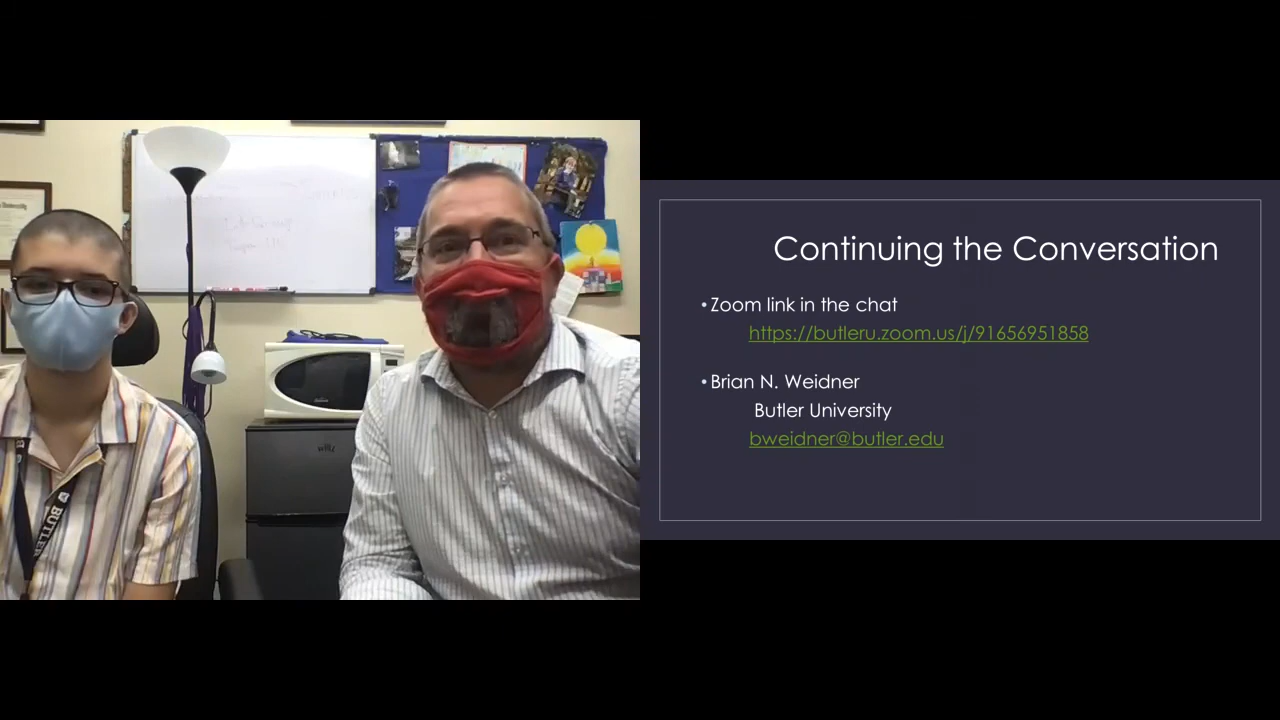 Continuing the Conversation
• Zoom link in the chat
https://butleru.zoom.us/j/91656951858
• Brian N. Weidner
Butler University
bweidner@butler.edu
BUTLER